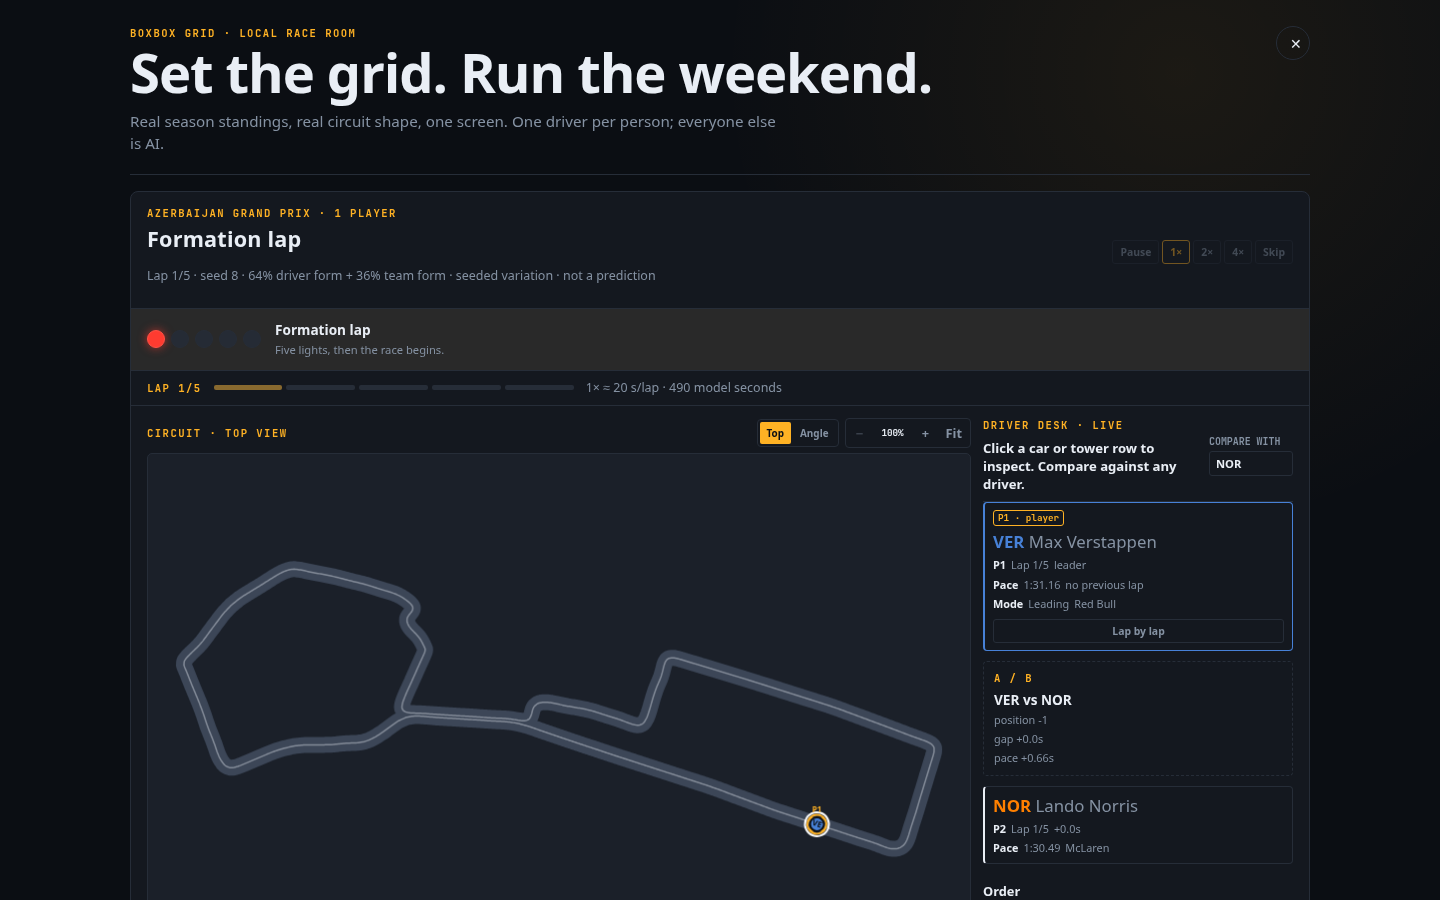 BOXBOX GRID · LOCAL RACE ROOM
Set the grid. Run the weekend.
Real season standings, real circuit shape, one screen. One driver per person; everyone else
is AI.
×
AZERBAIJAN GRAND PRIX · 1 PLAYER
Formation lap
Lap 1/5 · seed 8 · 64% driver form + 36% team form · seeded variation · not a prediction
Pause 1× 2× 4× Skip
Formation lap
Five lights, then the race begins.
LAP 1/5
1× ≈ 20 s/lap · 490 model seconds
CIRCUIT · TOP VIEW
Top Angle
− 100% + Fit
P1
DRIVER DESK · LIVE
Click a car or tower row to
inspect. Compare against any
driver.
COMPARE WITH
NOR
P1 · player
VER Max Verstappen
P1 Lap 1/5 leader
Pace 1:31.16 no previous lap
Mode Leading Red Bull
Lap by lap
A / B
VER vs NOR
position -1
gap +0.0s
pace +0.66s
NOR Lando Norris
P2 Lap 1/5 +0.0s
Pace 1:30.49 McLaren
Order